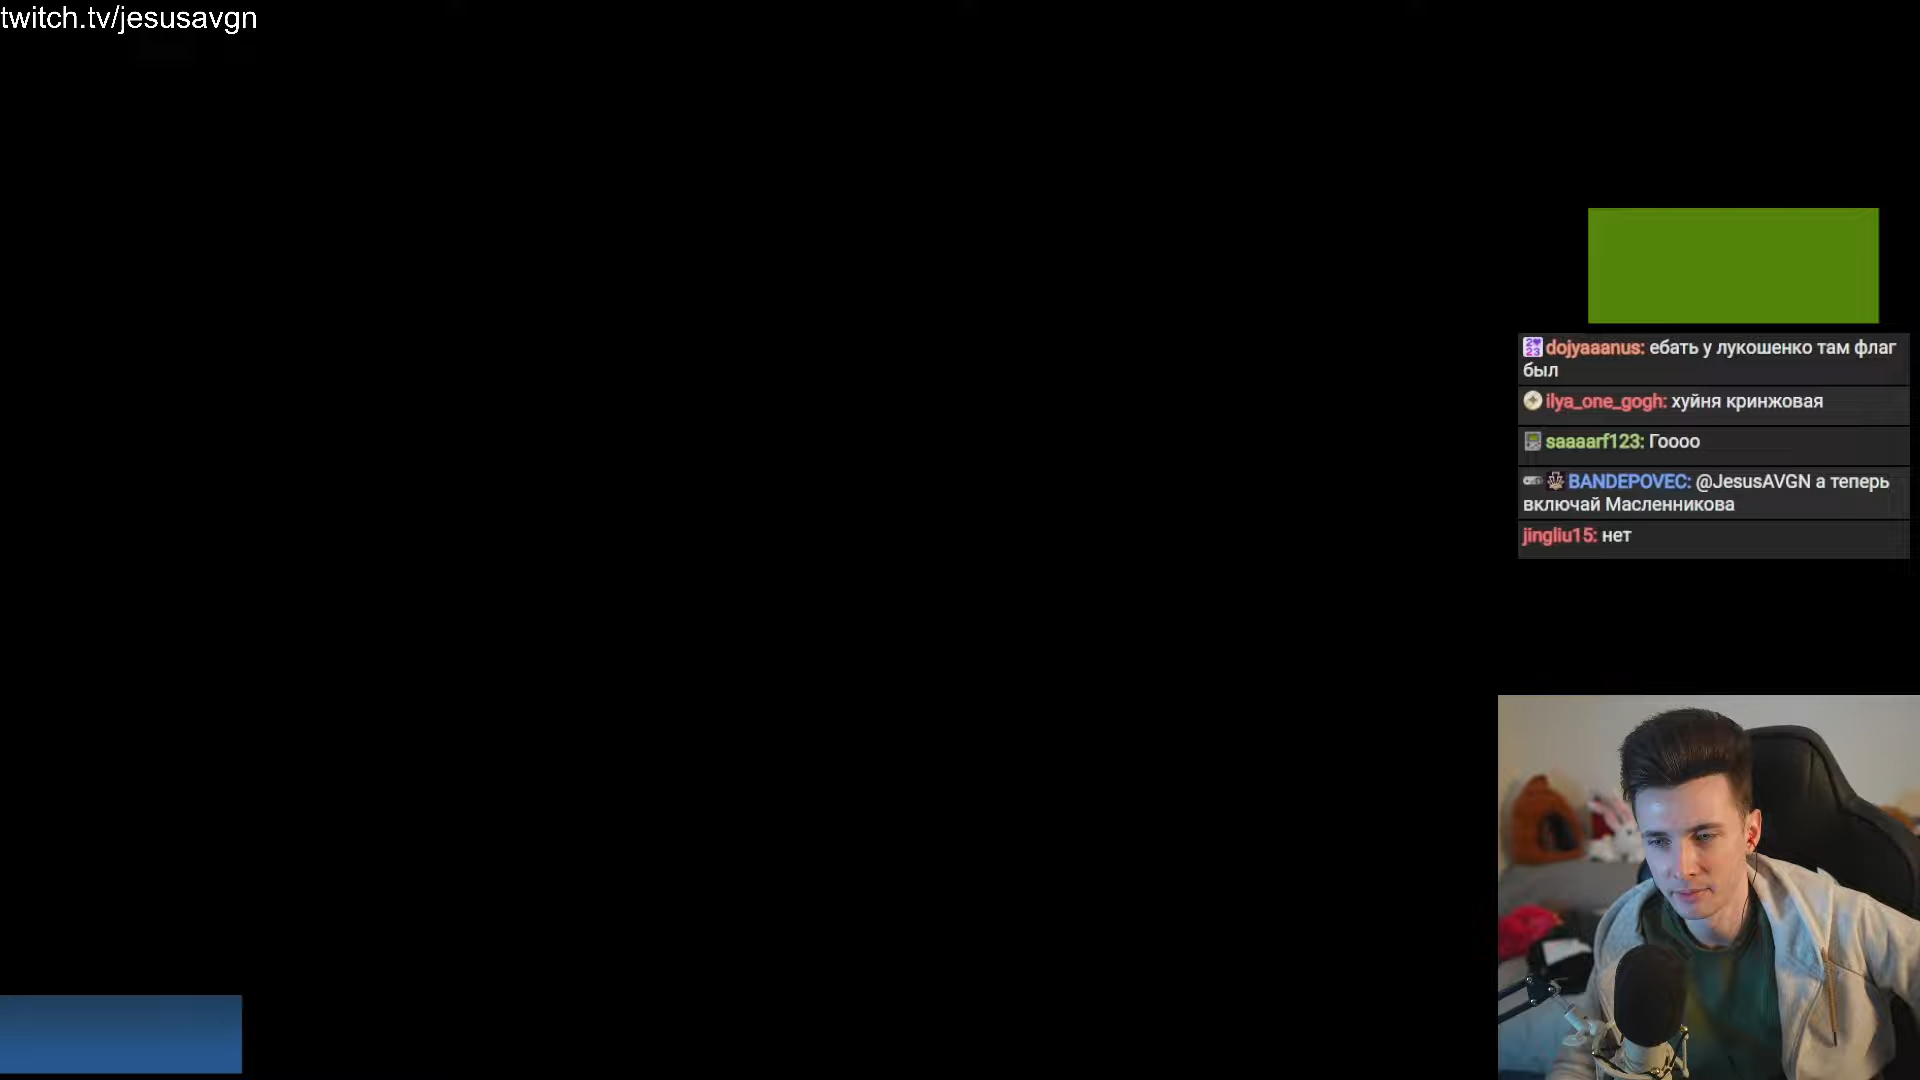 twitch.tv/jesusavgn
dojyaaanus: ебать у лукошенко там флаг
был
ilya_one_gogh: хуйня кринжовая
saaaarf123: Гоооо
BANDEPOVEC: @JesusAVGN а теперь
включай Масленникова
jingliu15: нет